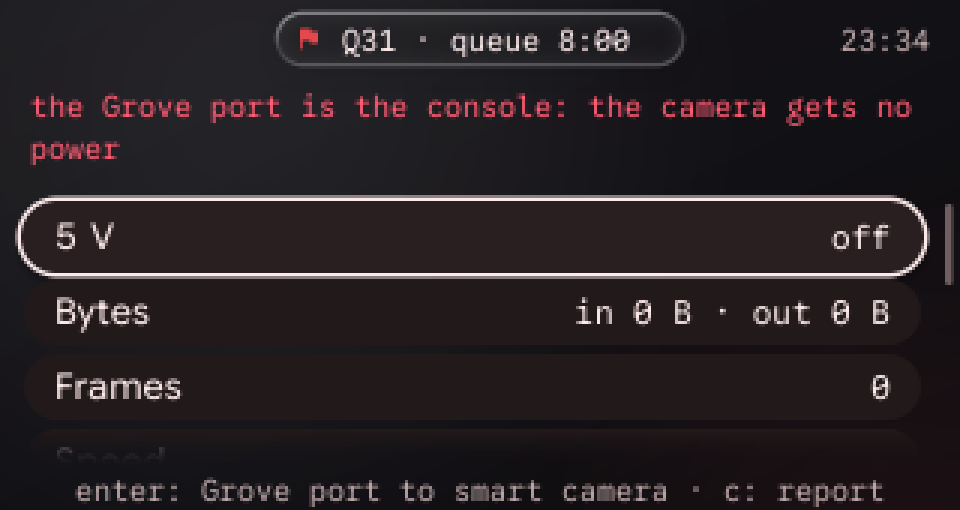 Q31 · queue 8:00
23:34
the Grove port is the console: the camera gets no
power
5 V
off
Bytes
in 0 B · out 0 B
Frames
0
Speed
enter: Grove port to smart camera · c: report